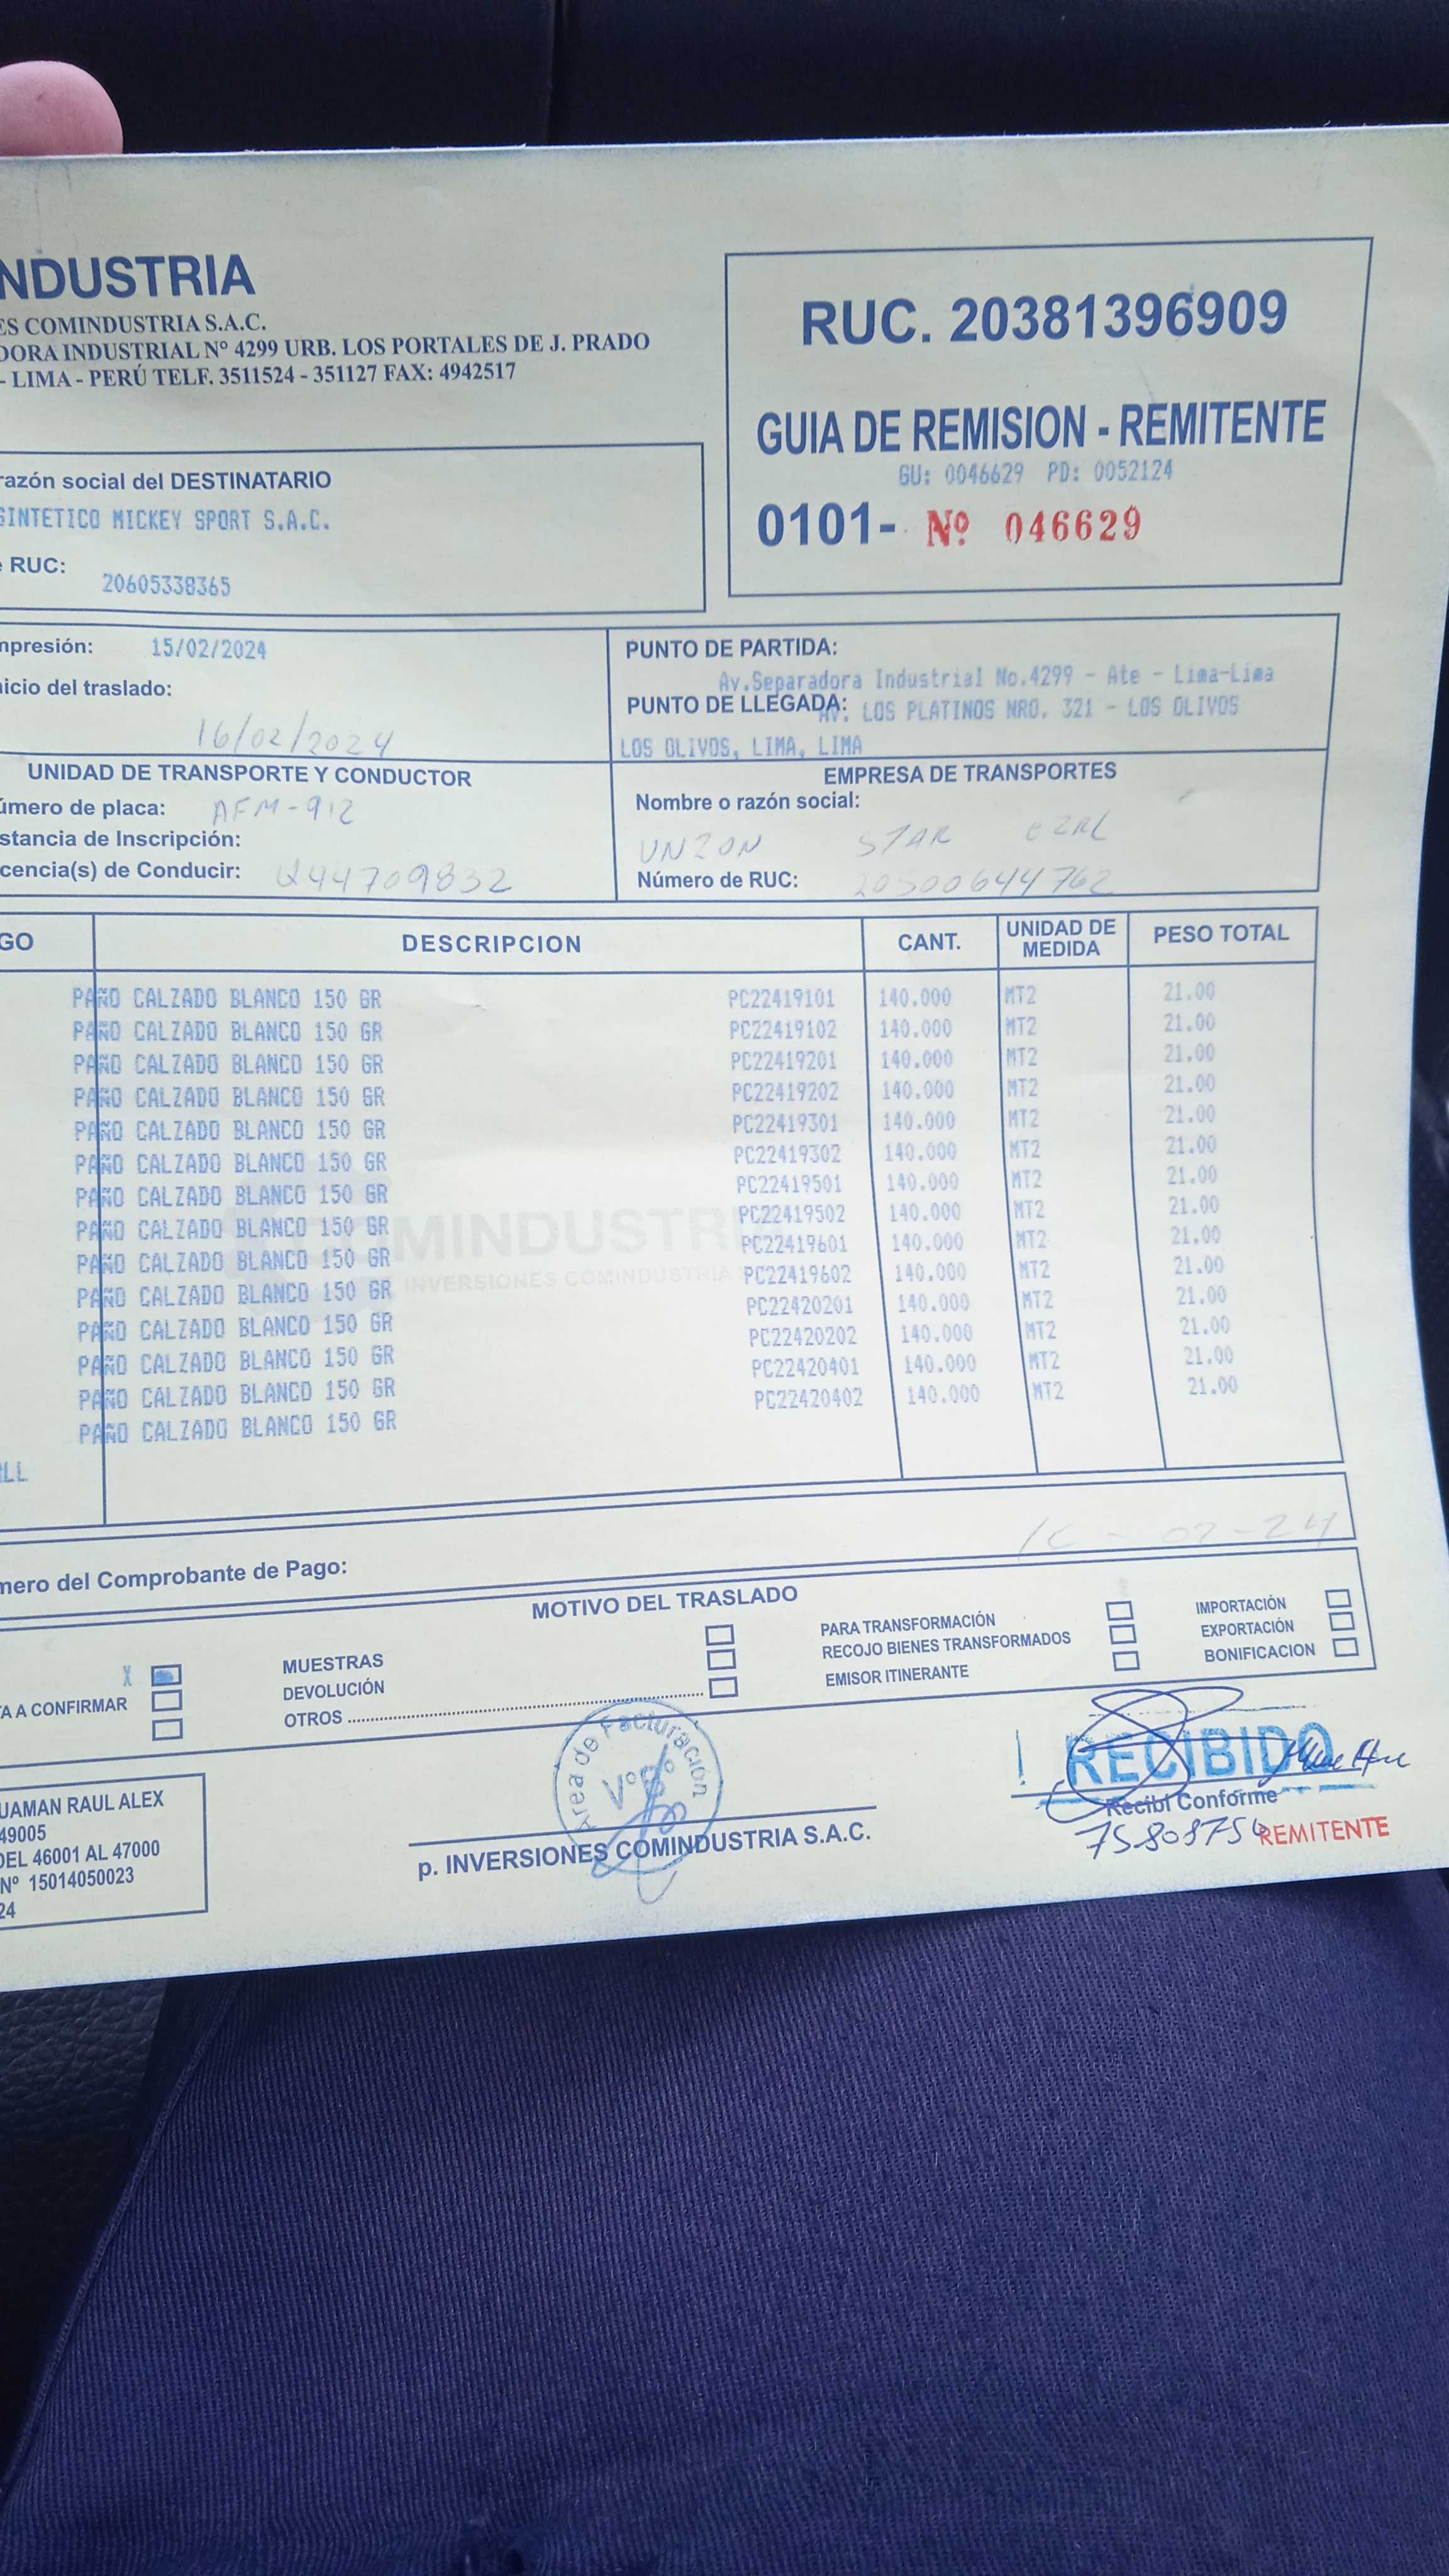 NDUSTRIA
ES COMINDUSTRIA S.A.C.
DORA INDUSTRIAL Nº 4299 URB. LOS PORTALES DE J. PRADO
- LIMA - PERÚ TELF. 3511524 - 351127 FAX: 4942517
RUC. 20381396909
GUIA DE REMISION - REMITENTE
GU: 0046629 PD: 0052124
0101- Nº 046629
razón social del DESTINATARIO
SINTETICO MICKEY SPORT S.A.C.
RUC:
20605338365
mpresión: 15/02/2024
icio del traslado:
16/02/2024
PUNTO DE PARTIDA:
Av.Separadora Industrial No.4299 - Ate - Lima-Lima
PUNTO DE LLEGADA: AV. LOS PLATINOS NRO. 321 - LOS OLIVOS
LOS OLIVOS, LIMA, LIMA
UNIDAD DE TRANSPORTE Y CONDUCTOR
úmero de placa: AFM-912
stancia de Inscripción:
cencia(s) de Conducir: Q44709832
EMPRESA DE TRANSPORTES
Nombre o razón social:
UNION STAR EIRL
Número de RUC: 20500644762
GO DESCRIPCION CANT. UNIDAD DE MEDIDA PESO TOTAL
PAÑO CALZADO BLANCO 150 GR PC22419101 140.000 MT2 21.00
PAÑO CALZADO BLANCO 150 GR PC22419102 140.000 MT2 21.00
PAÑO CALZADO BLANCO 150 GR PC22419201 140.000 MT2 21.00
PAÑO CALZADO BLANCO 150 GR PC22419202 140.000 MT2 21.00
PAÑO CALZADO BLANCO 150 GR PC22419301 140.000 MT2 21.00
PAÑO CALZADO BLANCO 150 GR PC22419302 140.000 MT2 21.00
PAÑO CALZADO BLANCO 150 GR PC22419501 140.000 MT2 21.00
PAÑO CALZADO BLANCO 150 GR PC22419502 140.000 MT2 21.00
PAÑO CALZADO BLANCO 150 GR PC22419601 140.000 MT2 21.00
PAÑO CALZADO BLANCO 150 GR PC22419602 140.000 MT2 21.00
PAÑO CALZADO BLANCO 150 GR PC22420201 140.000 MT2 21.00
PAÑO CALZADO BLANCO 150 GR PC22420202 140.000 MT2 21.00
PAÑO CALZADO BLANCO 150 GR PC22420401 140.000 MT2 21.00
PAÑO CALZADO BLANCO 150 GR PC22420402 140.000 MT2 21.00
MINDUSTRI
INVERSIONES COMINDUSTRIA
LL
mero del Comprobante de Pago:
MOTIVO DEL TRASLADO
X
TA A CONFIRMAR
MUESTRAS
DEVOLUCIÓN
OTROS
PARA TRANSFORMACIÓN
RECOJO BIENES TRANSFORMADOS
EMISOR ITINERANTE
IMPORTACIÓN
EXPORTACIÓN
BONIFICACION
UAMAN RAUL ALEX
49005
DEL 46001 AL 47000
Nº 15014050023
24
Area de Facturacion
VºBº
p. INVERSIONES COMINDUSTRIA S.A.C.
RECIBIDO
Recibí Conforme
REMITENTE